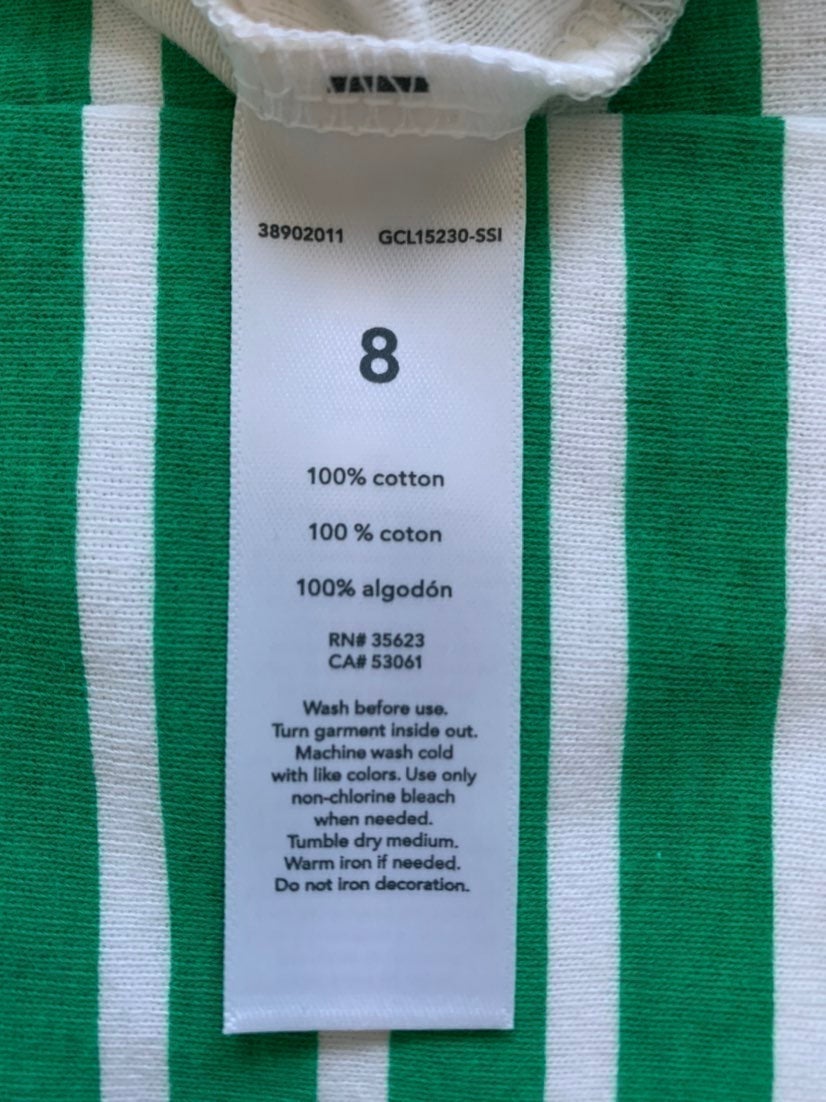 38902011 GCL15230-SSI
8
100% cotton
100 % coton
100% algodón
RN# 35623
CA# 53061
Wash before use.
Turn garment inside out.
Machine wash cold
with like colors. Use only
non-chlorine bleach
when needed.
Tumble dry medium.
Warm iron if needed.
Do not iron decoration.